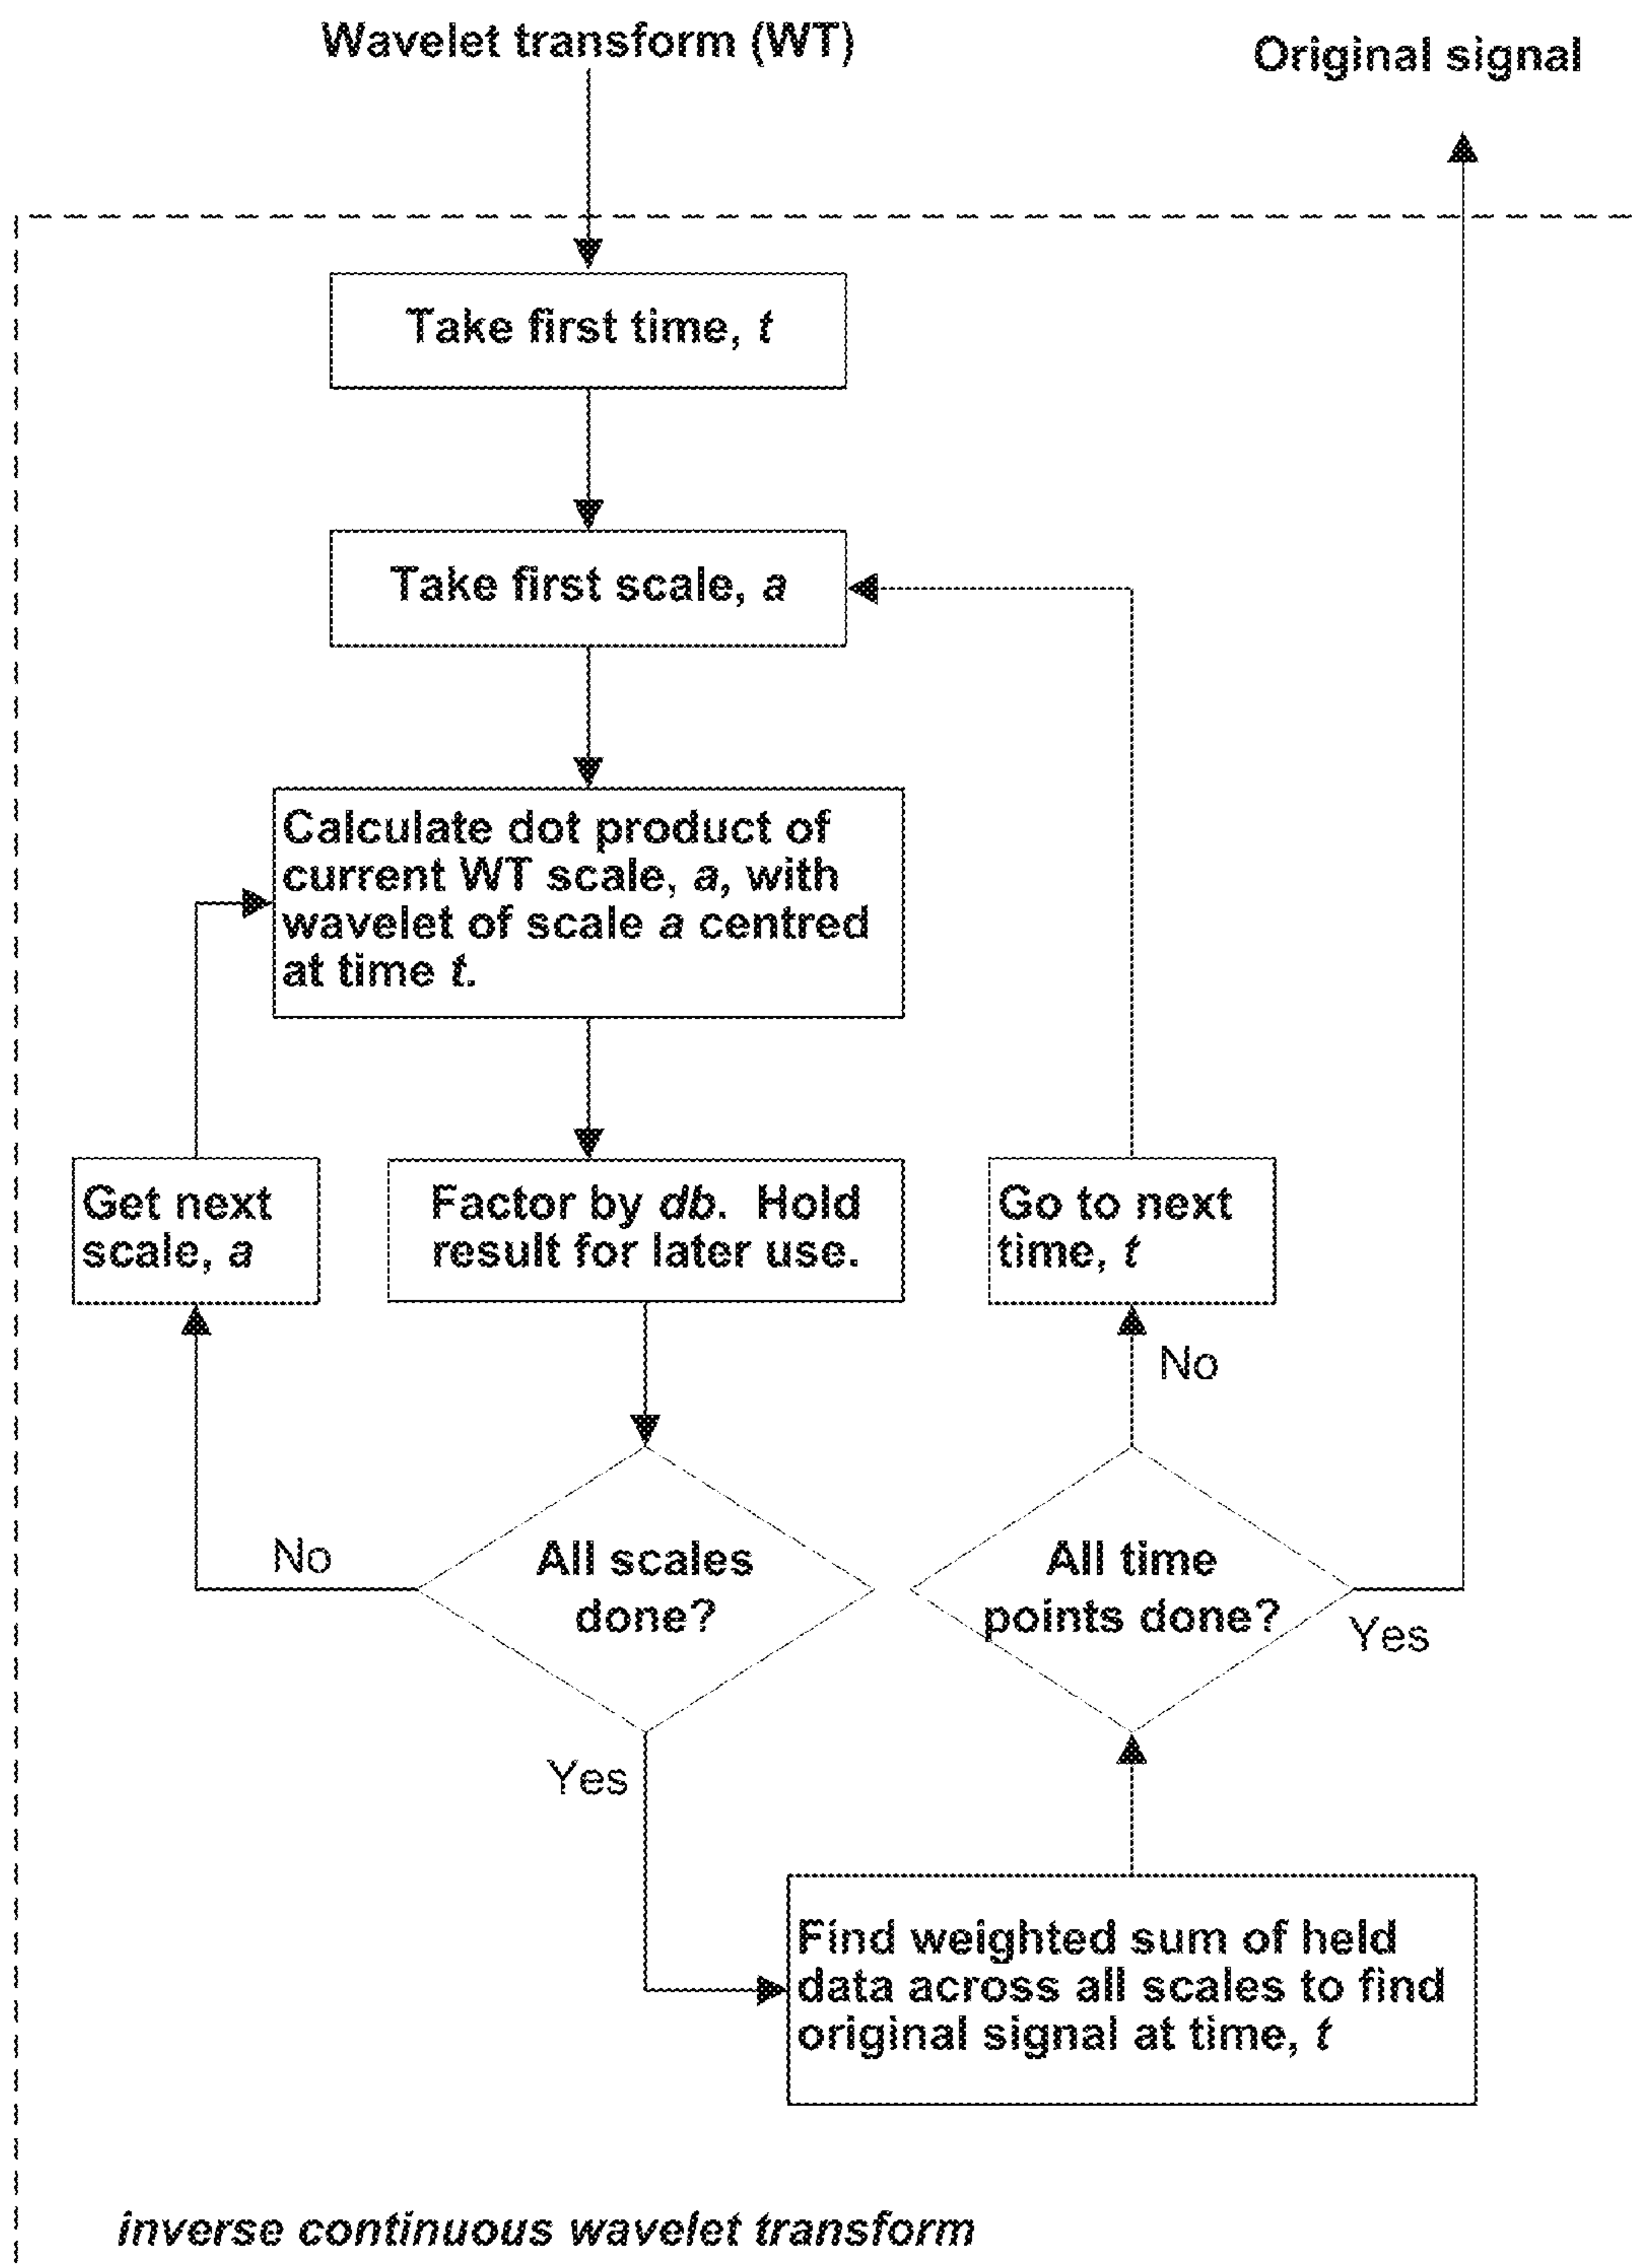 Wavelet transform (WT)
Original signal
Take first time, t
Take first scale, a
Calculate dot product of
current WT scale, a, with
wavelet of scale a centred
at time t.
Get next
scale, a
Factor by db. Hold
result for later use.
Go to next
time, t
No
No
All scales
done?
All time
points done?
Yes
Yes
Find weighted sum of held
data across all scales to find
original signal at time, t
inverse continuous wavelet transform